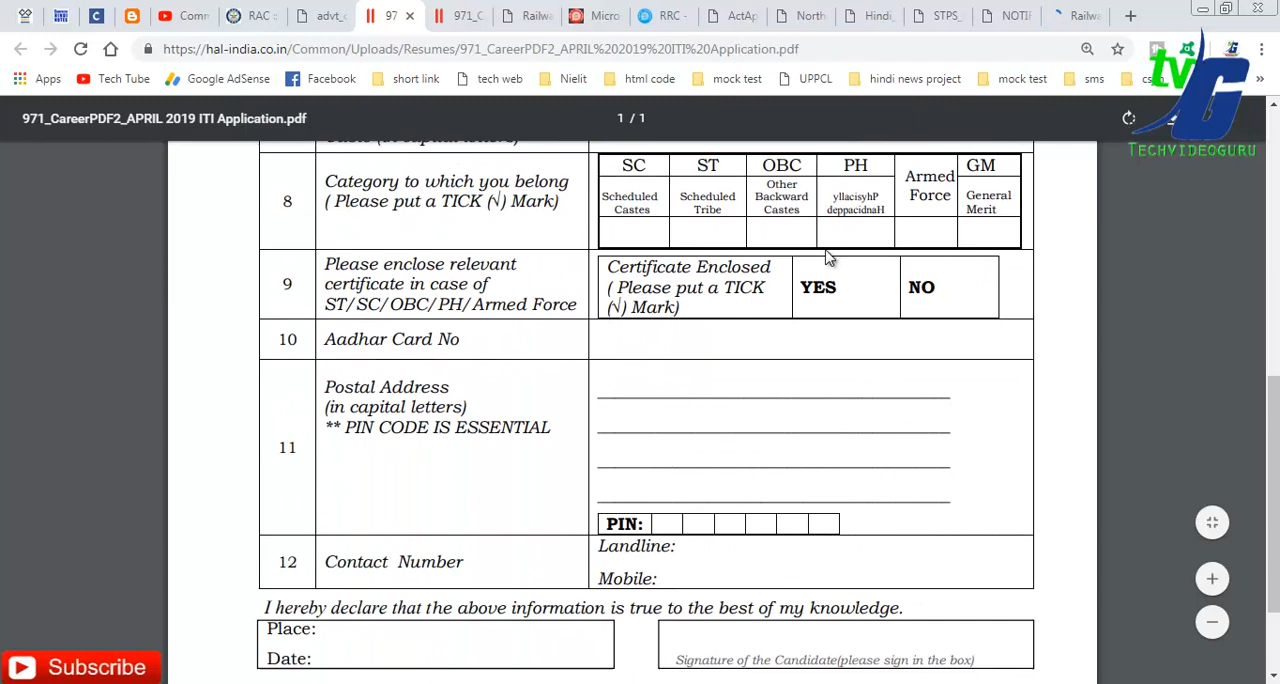 Comm
RAC ::
advt_c
97
971_C
Railwa
Micro
RRC -
ActAp
North
Hindi_
STPS_
NOTIF
Railwa
https://hal-india.co.in/Common/Uploads/Resumes/971_CareerPDF2_APRIL%202019%20ITI%20Application.pdf
Apps
Tech Tube
Google AdSense
Facebook
short link
tech web
Nielit
html code
mock test
UPPCL
hindi news project
mock test
sms
tv
G
TECHVIDEOGURU
971_CareerPDF2_APRIL 2019 ITI Application.pdf
1 / 1
8
Category to which you belong
( Please put a TICK (√) Mark)
SC
ST
OBC
PH
Armed
Force
GM
Scheduled
Castes
Scheduled
Tribe
Other
Backward
Castes
yllacisyhP
deppacidnaH
General
Merit
9
Please enclose relevant
certificate in case of
ST/SC/OBC/PH/Armed Force
Certificate Enclosed
( Please put a TICK
(√) Mark)
YES
NO
10
Aadhar Card No
11
Postal Address
(in capital letters)
** PIN CODE IS ESSENTIAL
PIN:
12
Contact Number
Landline:
Mobile:
I hereby declare that the above information is true to the best of my knowledge.
Place:
Date:
Signature of the Candidate(please sign in the box)
Subscribe